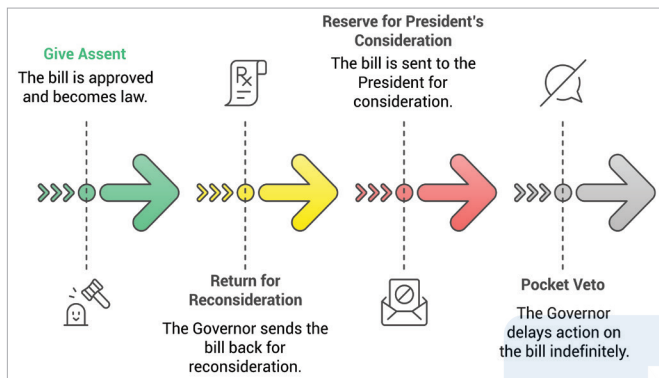 Give Assent
The bill is approved
and becomes law.
Rx
Return for
Reconsideration
The Governor sends the
bill back for
reconsideration.
Reserve for President's
Consideration
The bill is sent to the
President for
consideration.
Pocket Veto
The Governor
delays action on
the bill indefinitely.